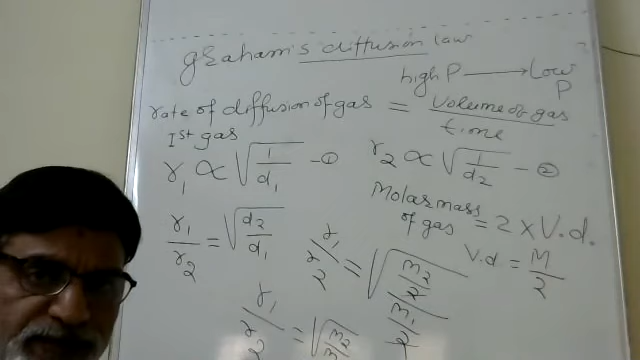 Graham's diffusion law
high P → Low P
rate of diffusion of gas = volume of gas / time
Ist gas
r₁ ∝ √(1/d₁) – ①
r₂ ∝ √(1/d₂) – ②
Molar mass of gas = 2 × V.d.
r₁/r₂ = √(d₂/d₁)
V.d = M/2
r₁/r₂ = √((M₂/2)/(M₁/2))
r₁/r₂ = √(M₂/M₁)